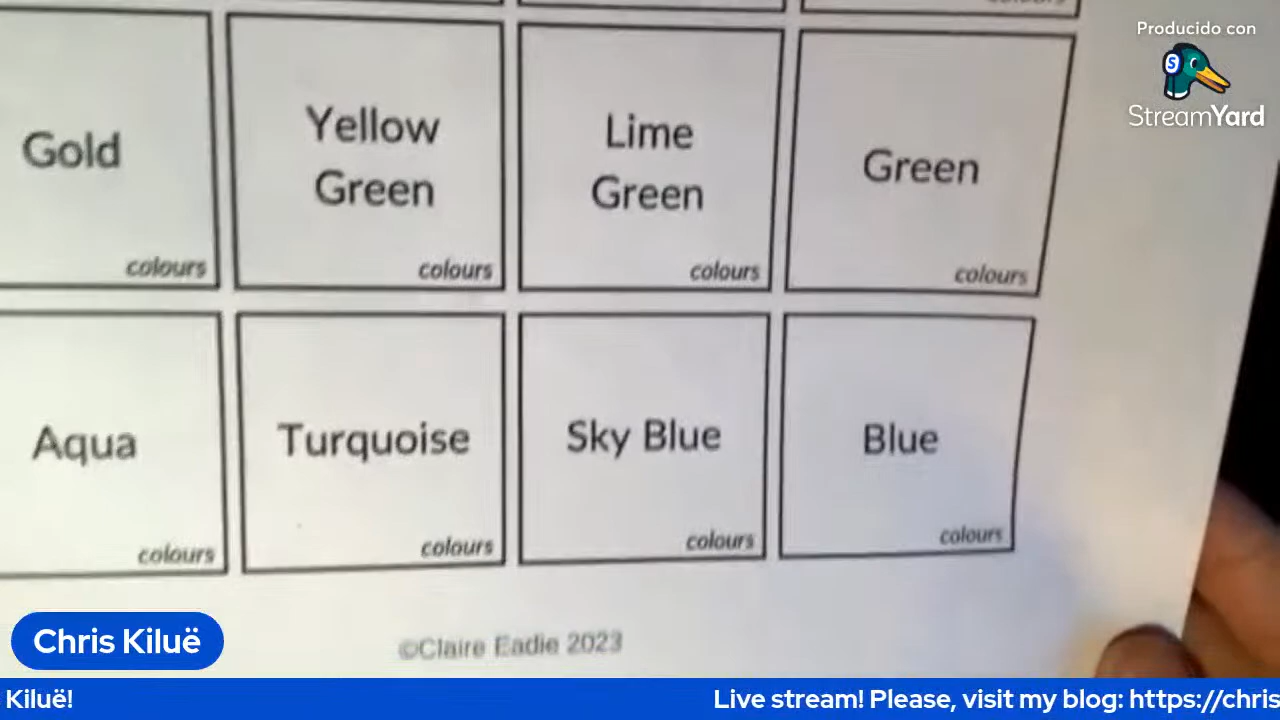 Producido con
StreamYard
Gold
colours
Yellow
Green
colours
Lime
Green
colours
Green
colours
Aqua
colours
Turquoise
colours
Sky Blue
colours
Blue
colours
©Claire Eadie 2023
Chris Kiluë
Kiluë!
Live stream! Please, visit my blog: https://chris